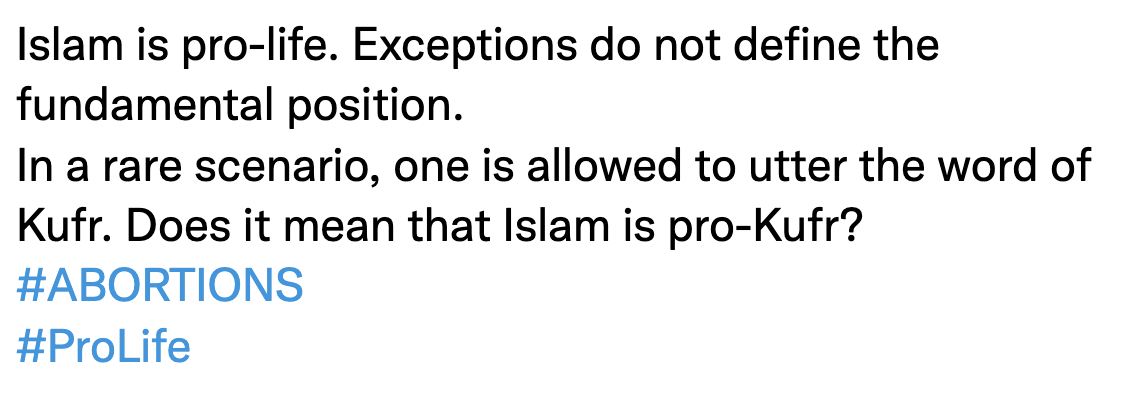 Islam is pro-life. Exceptions do not define the
fundamental position.
In a rare scenario, one is allowed to utter the word of
Kufr. Does it mean that Islam is pro-Kufr?
#ABORTIONS
#ProLife